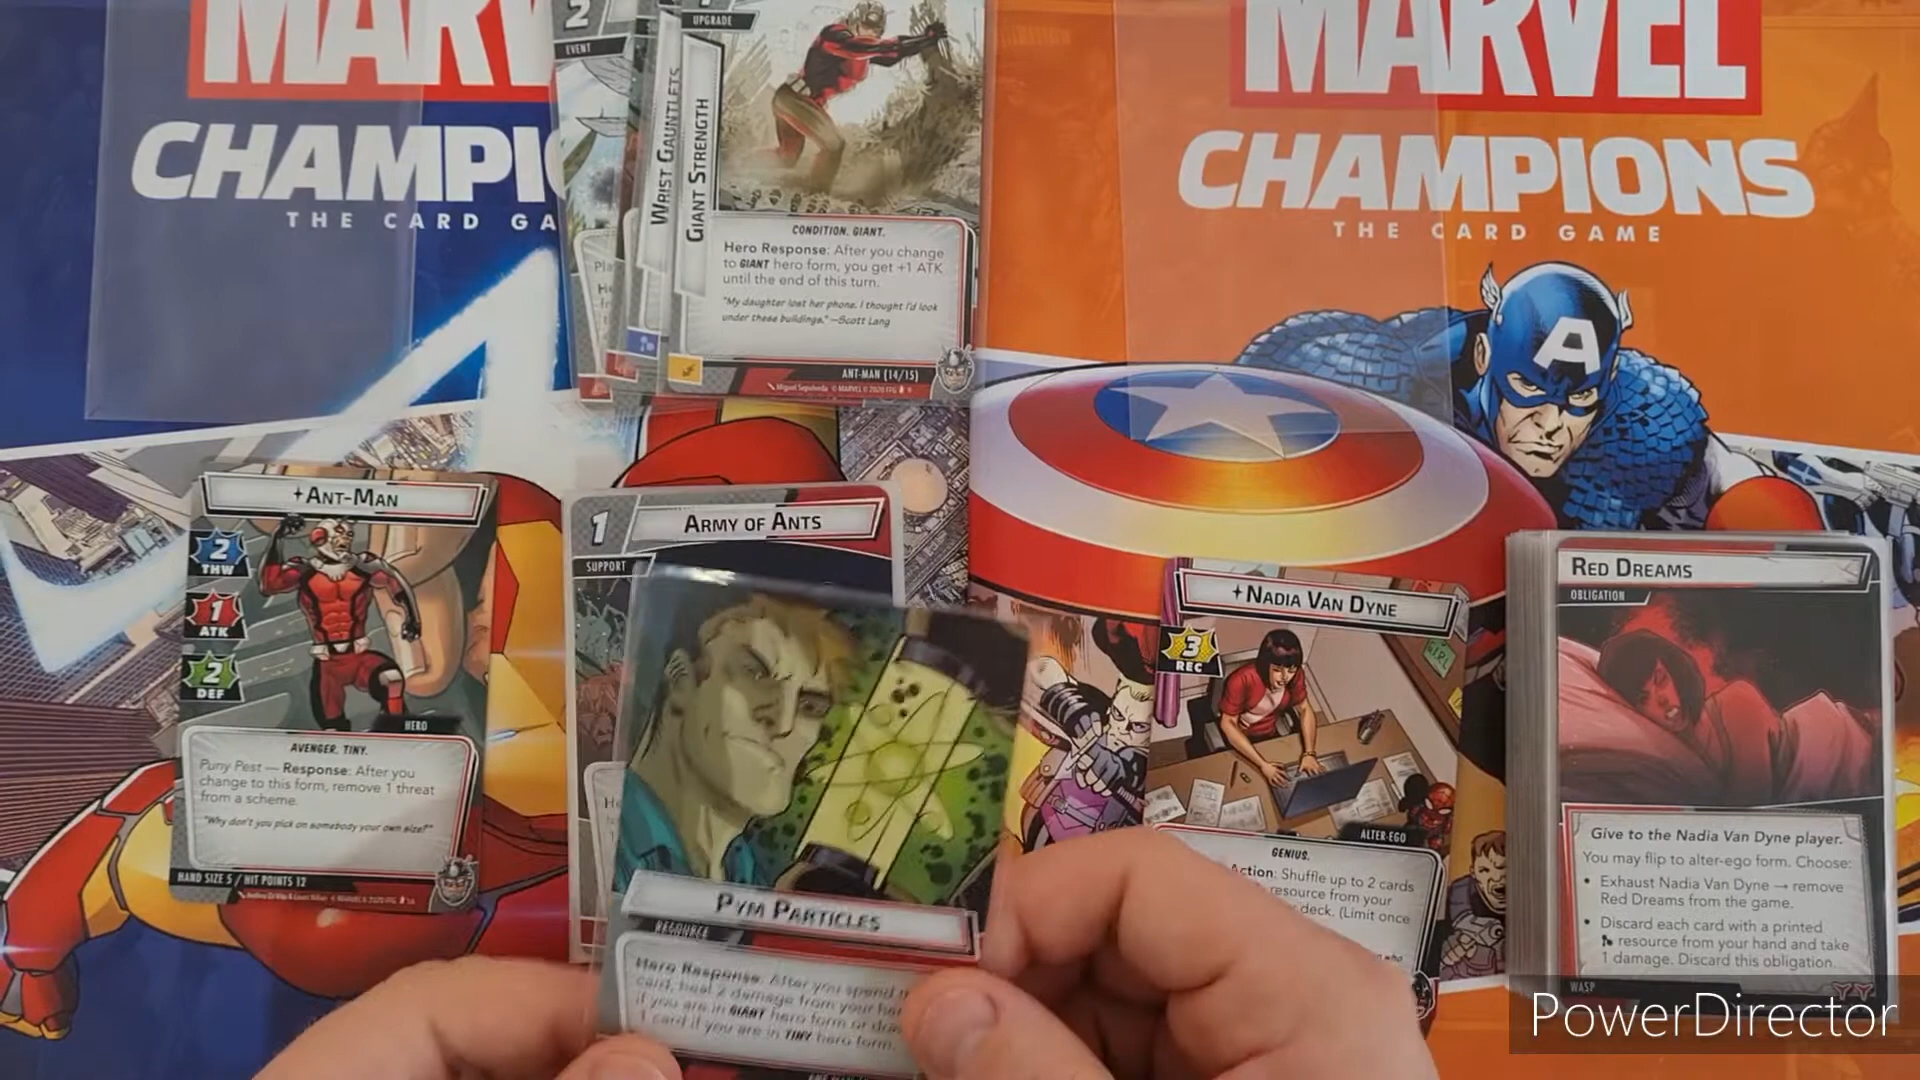 MARV
CHAMPI
THE CARD GA
MARVEL
CHAMPIONS
THE CARD GAME
2
EVENT
Pla
WRIST GAUNTLETS
UPGRADE
GIANT STRENGTH
CONDITION. GIANT.
Hero Response: After you change
to GIANT hero form, you get +1 ATK
until the end of this turn.
"My daughter lost her phone. I thought I'd look
under these buildings." —Scott Lang
ANT-MAN (14/15)
Miguel Sepulveda © MARVEL © 2020 FFG
ANT-MAN
2
THW
1
ATK
2
DEF
HERO
AVENGER. TINY.
Puny Pest — Response: After you
change to this form, remove 1 threat
from a scheme.
"Why don't you pick on somebody your own size?"
HAND SIZE 5 / HIT POINTS 12
1
ARMY OF ANTS
SUPPORT
PYM PARTICLES
RESOURCE
Hero Response: After you spend
card, heal 2 damage from your
if you are in GIANT hero form or
1 card if you are in TINY hero form.
NADIA VAN DYNE
3
REC
GIRL
ALTER-EGO
GENIUS.
Action: Shuffle up to 2 cards
resource from your
deck. (Limit once
RED DREAMS
OBLIGATION
Give to the Nadia Van Dyne player.
You may flip to alter-ego form. Choose:
• Exhaust Nadia Van Dyne → remove
Red Dreams from the game.
• Discard each card with a printed
resource from your hand and take
1 damage. Discard this obligation.
WASP
PowerDirector